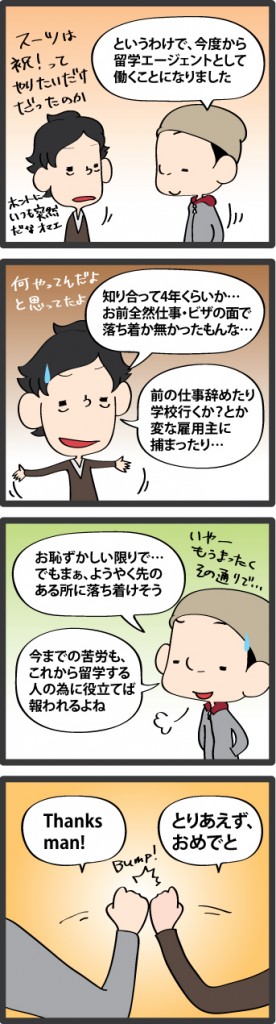 というわけで、今度から
留学エージェントとして
働くことになりました
スーツは
祝!って
やりたいだけ
だったのか
ホントに
いつも突然
だなオマエ
何やってんだよ
と思ってたよ
知り合って4年くらいか…
お前全然仕事・ビザの面で
落ち着か無かったもんな…
前の仕事辞めたり
学校行くか?とか
変な雇用主に
捕まったり…
いやー
もうまったく
その通りで…
お恥ずかしい限りで…
でもまぁ、ようやく先の
ある所に落ち着けそう
今までの苦労も、
これから留学する
人の為に役立てば
報われるよね
とりあえず、
おめでと
Thanks
man!
Bump!